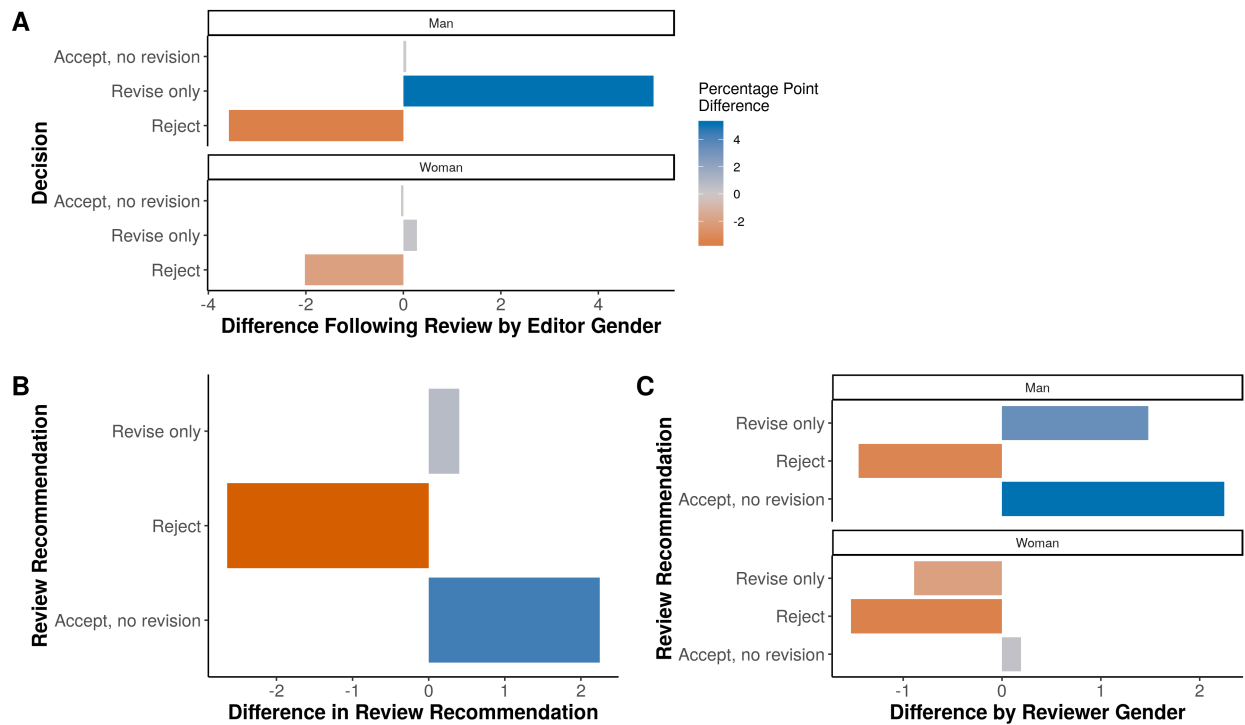 A
Man
Accept, no revision
Revise only
Reject
Woman
Accept, no revision
Revise only
Reject
Decision
-4 -2 0 2 4
Difference Following Review by Editor Gender
Percentage Point
Difference
4
2
0
-2
B
Revise only
Reject
Accept, no revision
Review Recommendation
-2 -1 0 1 2
Difference in Review Recommendation
C
Man
Revise only
Reject
Accept, no revision
Woman
Revise only
Reject
Accept, no revision
Review Recommendation
-1 0 1 2
Difference by Reviewer Gender